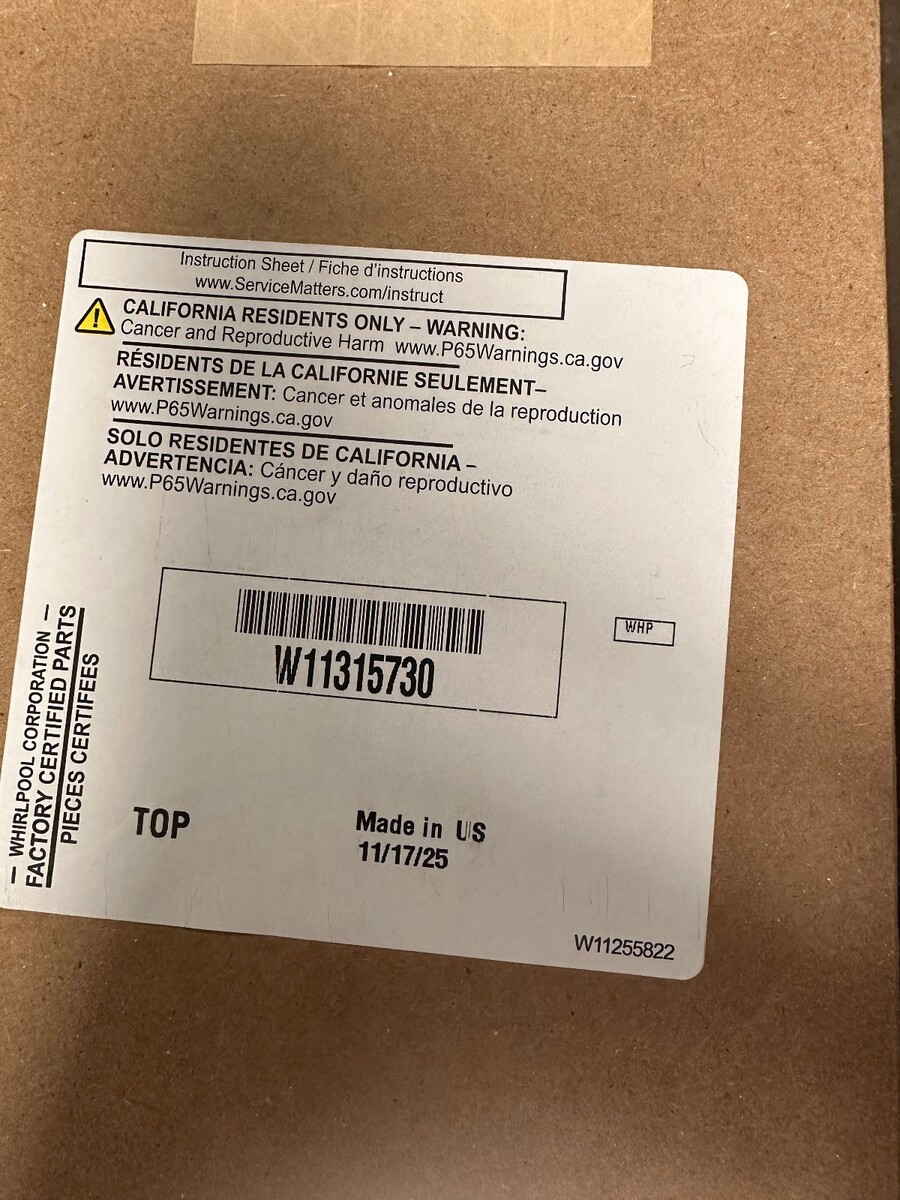 Instruction Sheet / Fiche d'instructions
www.ServiceMatters.com/instruct
CALIFORNIA RESIDENTS ONLY – WARNING:
Cancer and Reproductive Harm www.P65Warnings.ca.gov
RÉSIDENTS DE LA CALIFORNIE SEULEMENT–
AVERTISSEMENT: Cancer et anomales de la reproduction
www.P65Warnings.ca.gov
SOLO RESIDENTES DE CALIFORNIA –
ADVERTENCIA: Cáncer y daño reproductivo
www.P65Warnings.ca.gov
W11315730
WHP
— WHIRLPOOL CORPORATION —
FACTORY CERTIFIED PARTS
PIECES CERTIFEES
TOP
Made in US
11/17/25
W11255822